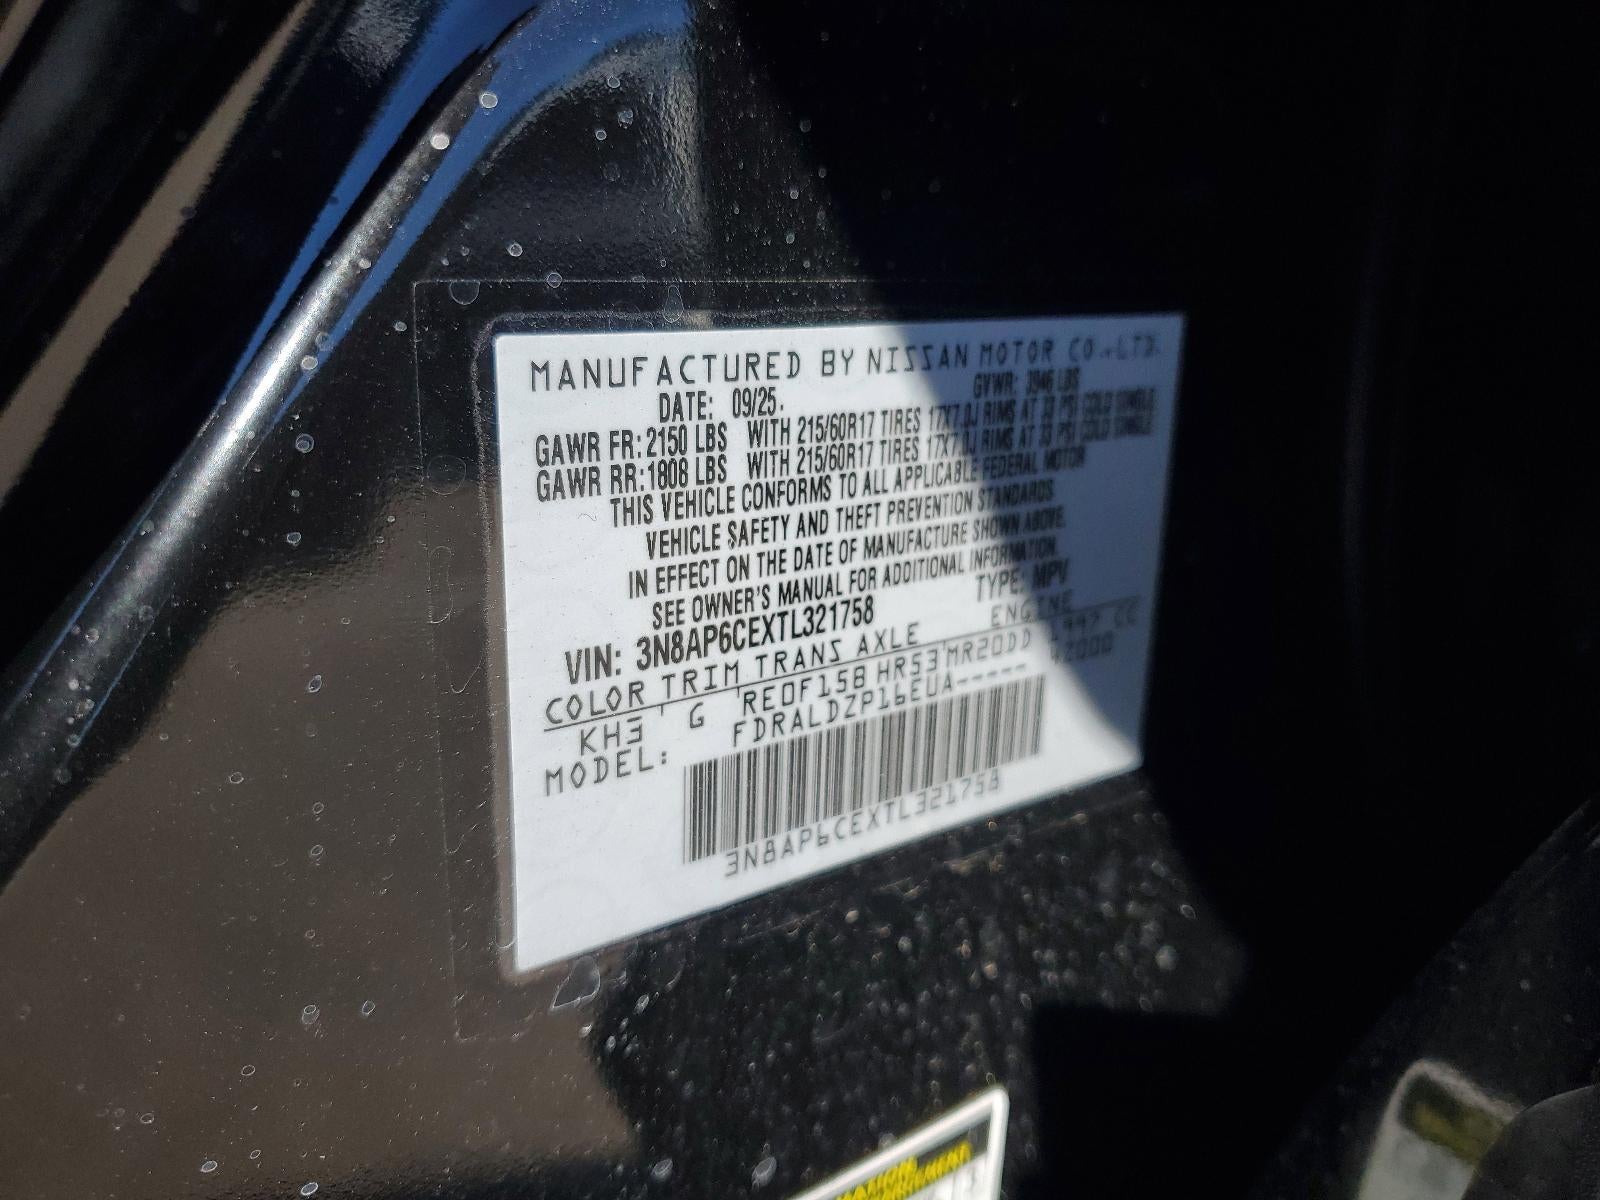 MANUFACTURED BY NISSAN MOTOR CO.,LTD.
DATE: 09/25. GVWR: 3946 LBS
GAWR FR: 2150 LBS WITH 215/60R17 TIRES 17X7.0J RIMS AT 33 PSI COLD SINGLE
GAWR RR: 1808 LBS WITH 215/60R17 TIRES 17X7.0J RIMS AT 33 PSI COLD SINGLE
THIS VEHICLE CONFORMS TO ALL APPLICABLE FEDERAL MOTOR
VEHICLE SAFETY AND THEFT PREVENTION STANDARDS
IN EFFECT ON THE DATE OF MANUFACTURE SHOWN ABOVE.
SEE OWNER'S MANUAL FOR ADDITIONAL INFORMATION.
VIN: 3N8AP6CEXTL321758 TYPE: MPV
COLOR TRIM TRANS AXLE ENGINE
KH3 G RE0F15B HR53 MR20DD 1997 CC
MODEL: FDRALDZP16EUA----- 42000
3N8AP6CEXTL321758